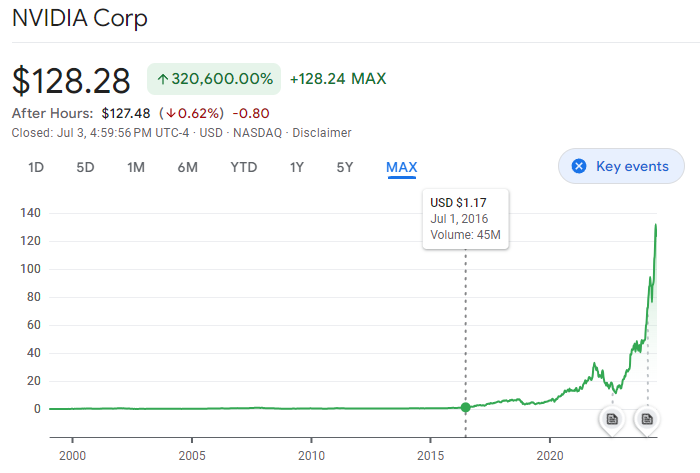 NVIDIA Corp
$128.28 ↑320,600.00% +128.24 MAX
After Hours: $127.48 (↓0.62%) -0.80
Closed: Jul 3, 4:59:56 PM UTC-4 · USD · NASDAQ · Disclaimer
1D 5D 1M 6M YTD 1Y 5Y MAX Key events
USD $1.17
Jul 1, 2016
Volume: 45M
140
120
100
80
60
40
20
0
2000 2005 2010 2015 2020